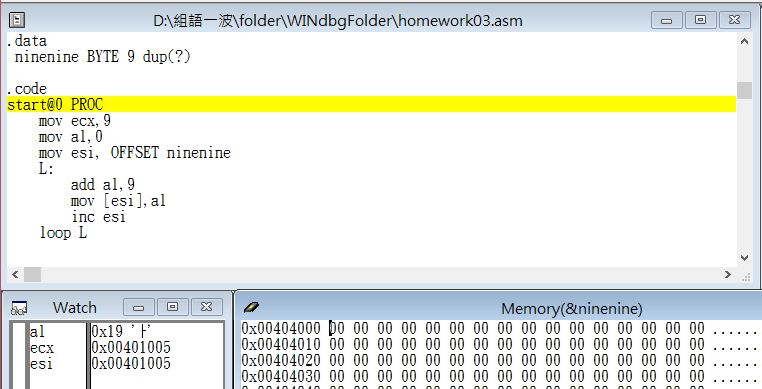 D:\組語一波\folder\WINdbgFolder\homework03.asm
.data
ninenine BYTE 9 dup(?)
.code
start@0 PROC
mov ecx,9
mov al,0
mov esi, OFFSET ninenine
L:
add al,9
mov [esi],al
inc esi
loop L
Watch
al 0x19 '├'
ecx 0x00401005
esi 0x00401005
Memory(&ninenine)
0x00404000 00 00 00 00 00 00 00 00 00 00 00 00 00 00 00 00 ......
0x00404010 00 00 00 00 00 00 00 00 00 00 00 00 00 00 00 00 ......
0x00404020 00 00 00 00 00 00 00 00 00 00 00 00 00 00 00 00 ......
0x00404030 00 00 00 00 00 00 00 00 00 00 00 00 00 00 00 00 ......